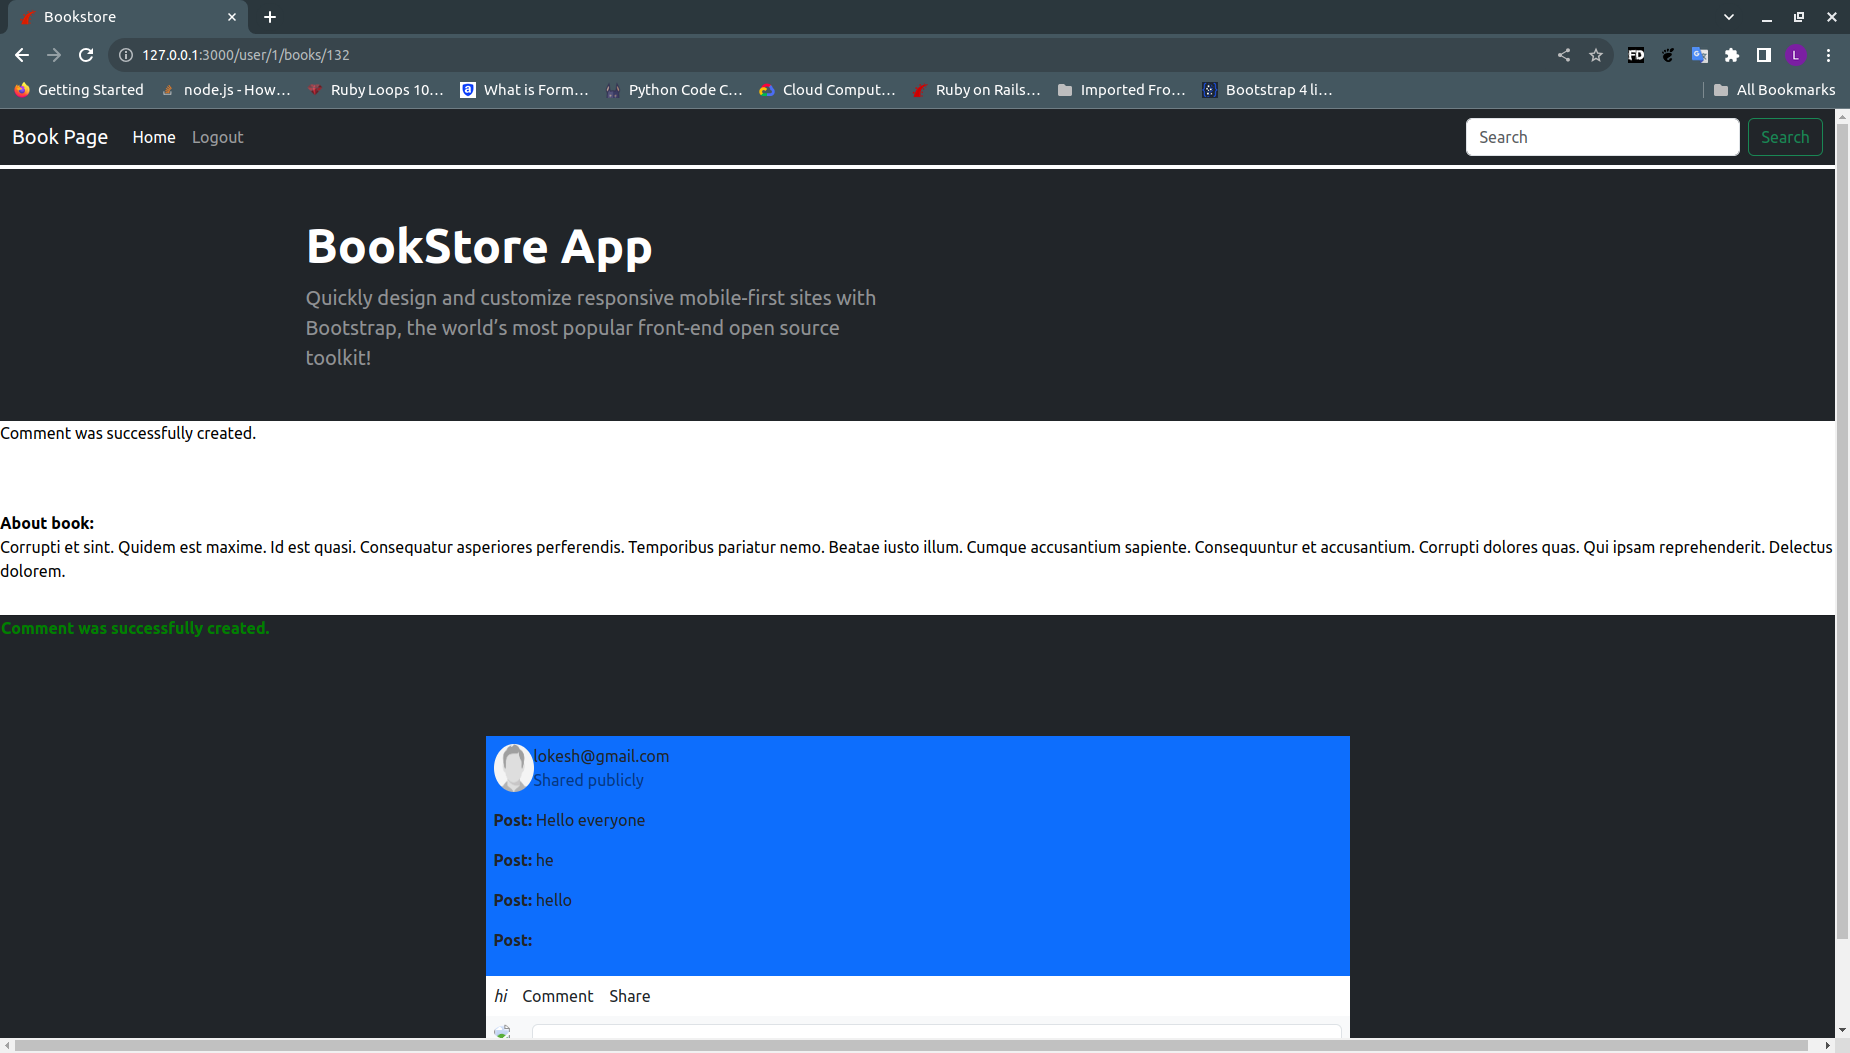 Bookstore
127.0.0.1:3000/user/1/books/132
Getting Started
node.js - How...
Ruby Loops 10...
What is Form...
Python Code C...
Cloud Comput...
Ruby on Rails...
Imported Fro...
Bootstrap 4 li...
All Bookmarks
FD
L
Book Page Home Logout
Search
Search
BookStore App
Quickly design and customize responsive mobile-first sites with
Bootstrap, the world’s most popular front-end open source
toolkit!
Comment was successfully created.
About book:
Corrupti et sint. Quidem est maxime. Id est quasi. Consequatur asperiores perferendis. Temporibus pariatur nemo. Beatae iusto illum. Cumque accusantium sapiente. Consequuntur et accusantium. Corrupti dolores quas. Qui ipsam reprehenderit. Delectus
dolorem.
Comment was successfully created.
lokesh@gmail.com
Shared publicly
Post: Hello everyone
Post: he
Post: hello
Post:
hi Comment Share